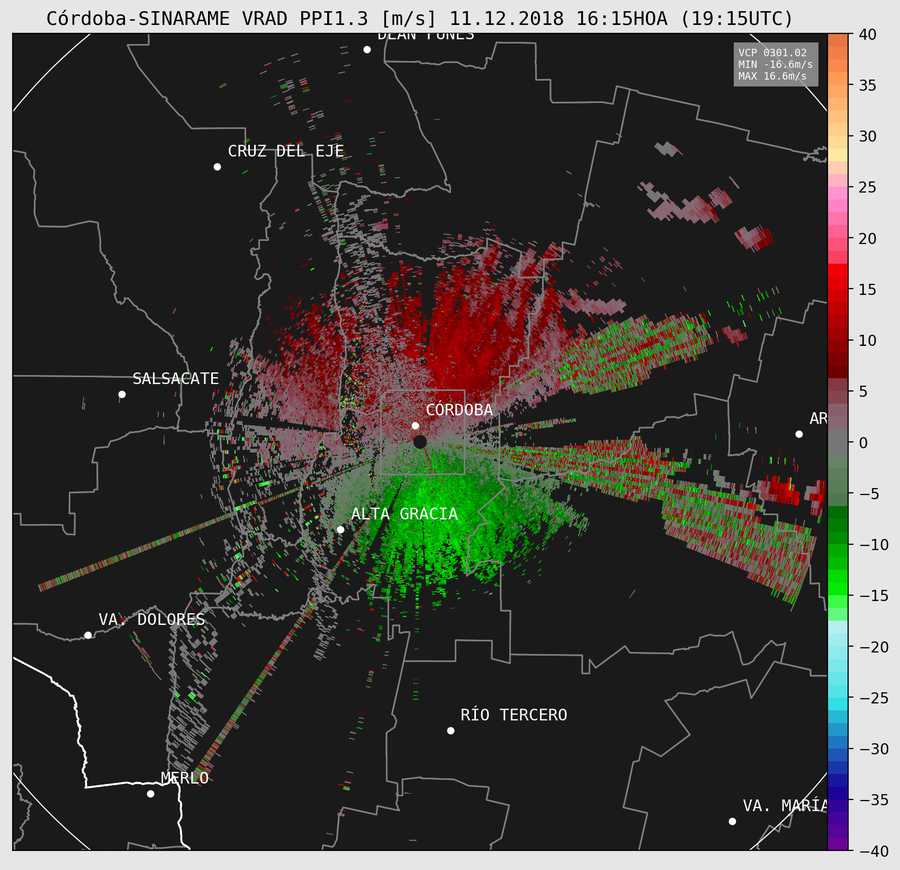 Córdoba-SINARAME VRAD PPI1.3 [m/s] 11.12.2018 16:15HOA (19:15UTC)
DEÁN FUNES
VCP 0301.02
MIN -16.6m/s
MAX 16.6m/s
CRUZ DEL EJE
SALSACATE
CÓRDOBA
AR
ALTA GRACIA
VA. DOLORES
RÍO TERCERO
MERLO
VA. MARÍA
40
35
30
25
20
15
10
5
0
−5
−10
−15
−20
−25
−30
−35
−40